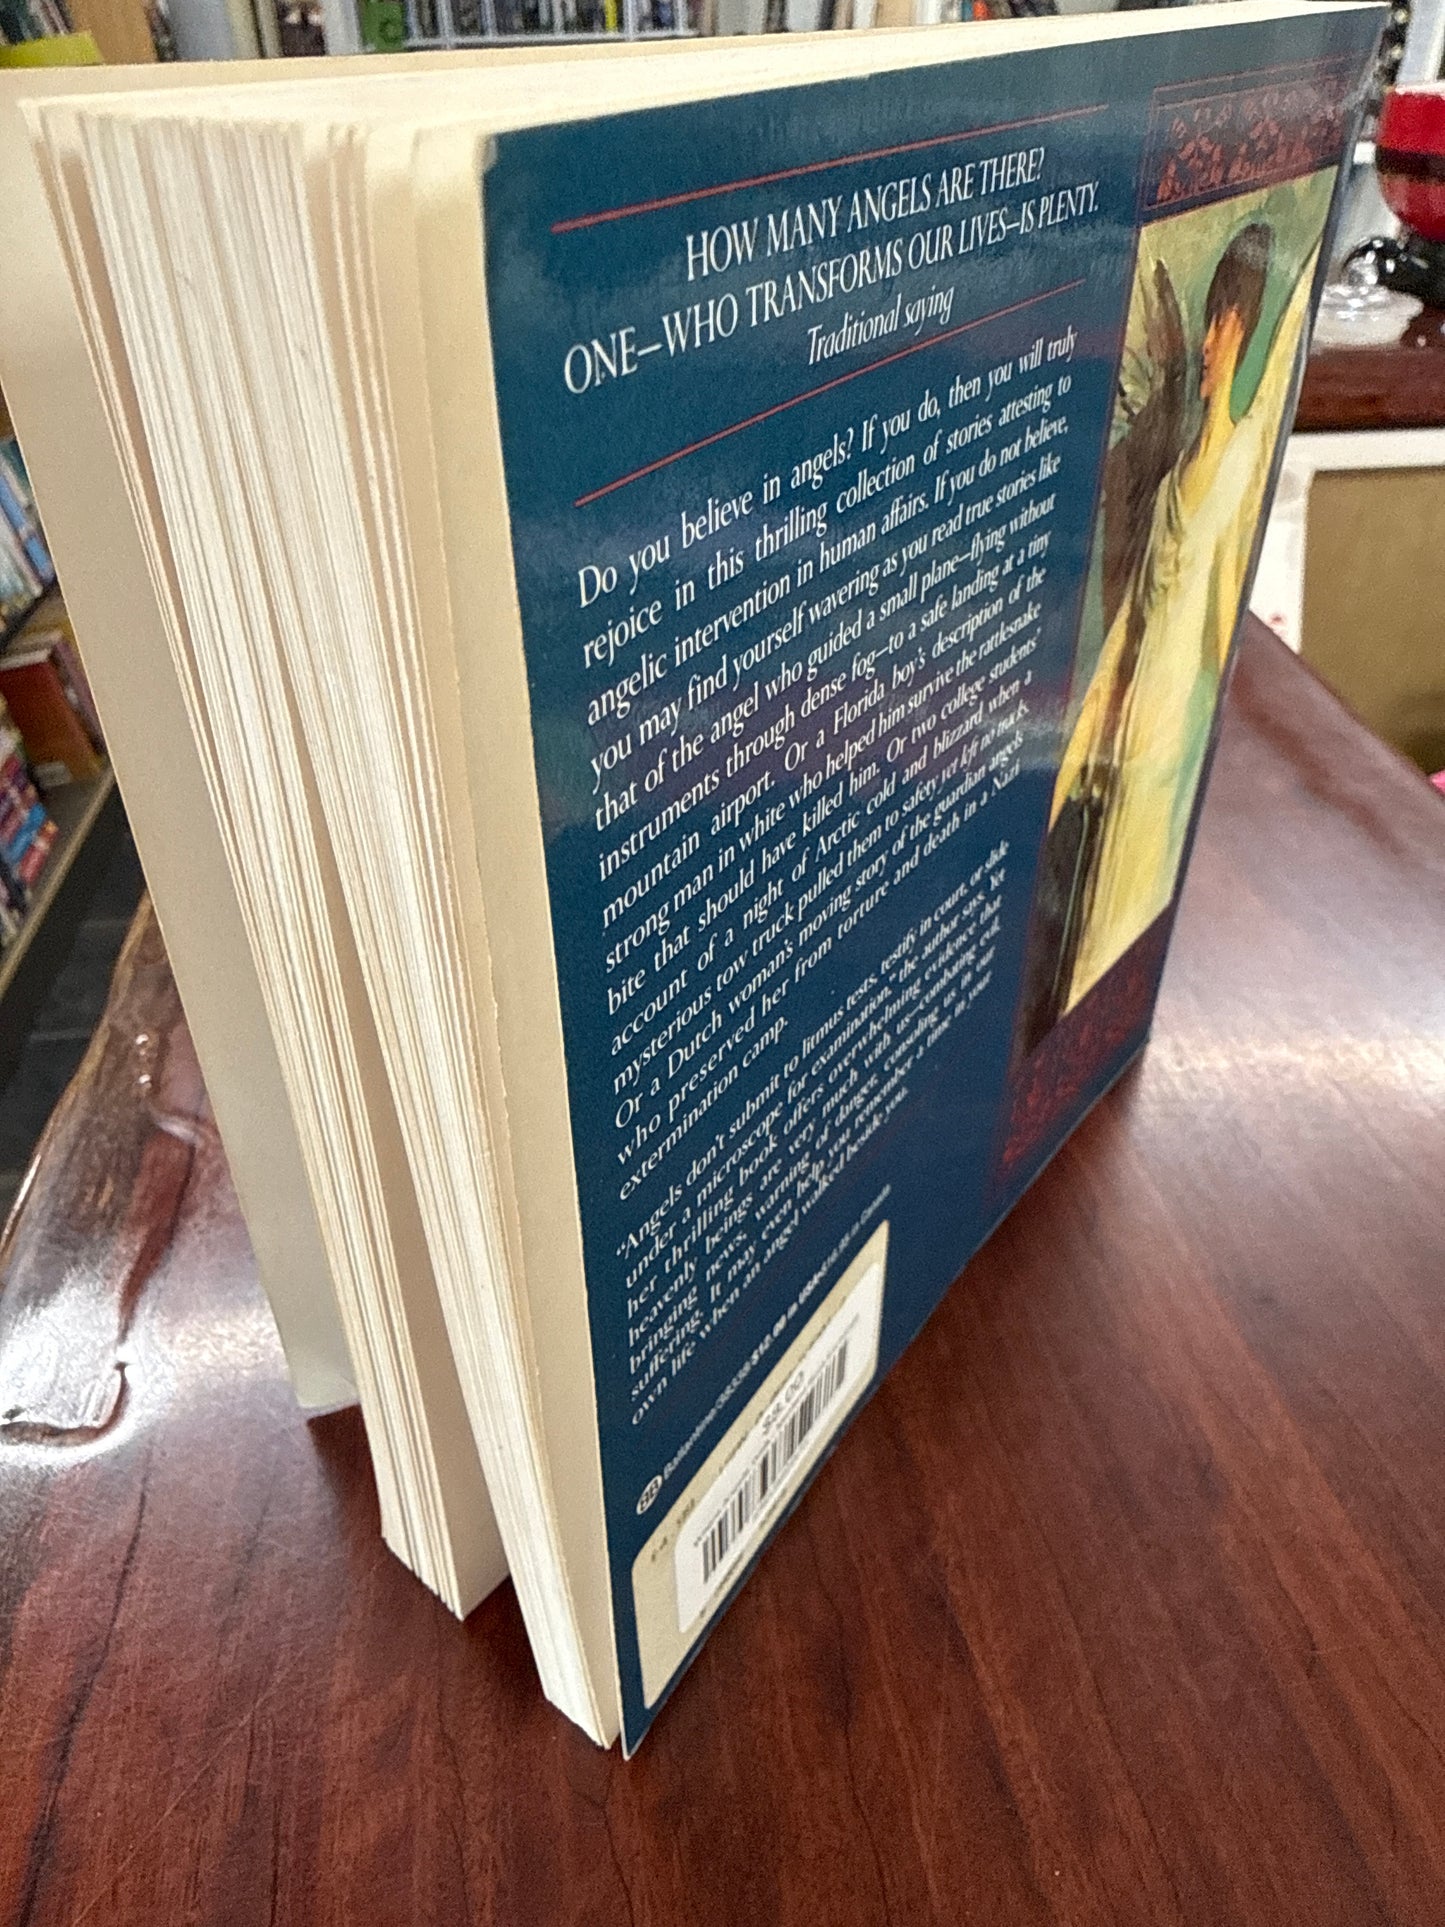 HOW MANY ANGELS ARE THERE?
ONE—WHO TRANSFORMS OUR LIVES—IS PLENTY.
Traditional saying
Do you believe in angels? If you do, then you will truly
rejoice in this thrilling collection of stories attesting to
angelic intervention in human affairs. If you do not believe,
you may find yourself wavering as you read true stories like
that of the angel who guided a small plane—flying without
instruments through dense fog—to a safe landing at a tiny
mountain airport. Or a Florida boy's description of the
strong man in white who helped him survive the rattlesnake
bite that should have killed him. Or two college students'
account of a night of Arctic cold and blizzard when a
mysterious tow truck pulled them to safety yet left no tracks.
Or a Dutch woman's moving story of the guardian angels
who preserved her from torture and death in a Nazi
extermination camp.
"Angels don't submit to litmus tests, testify in court, or slide
under a microscope for examination," the author says. Yet
her thrilling book offers overwhelming evidence that
heavenly beings are very much with us—combating evil,
bringing news, warning of danger, consoling us in our
suffering. It may even help you remember a time in your
own life when an angel walked beside you.
BB Ballantine/
$8.00